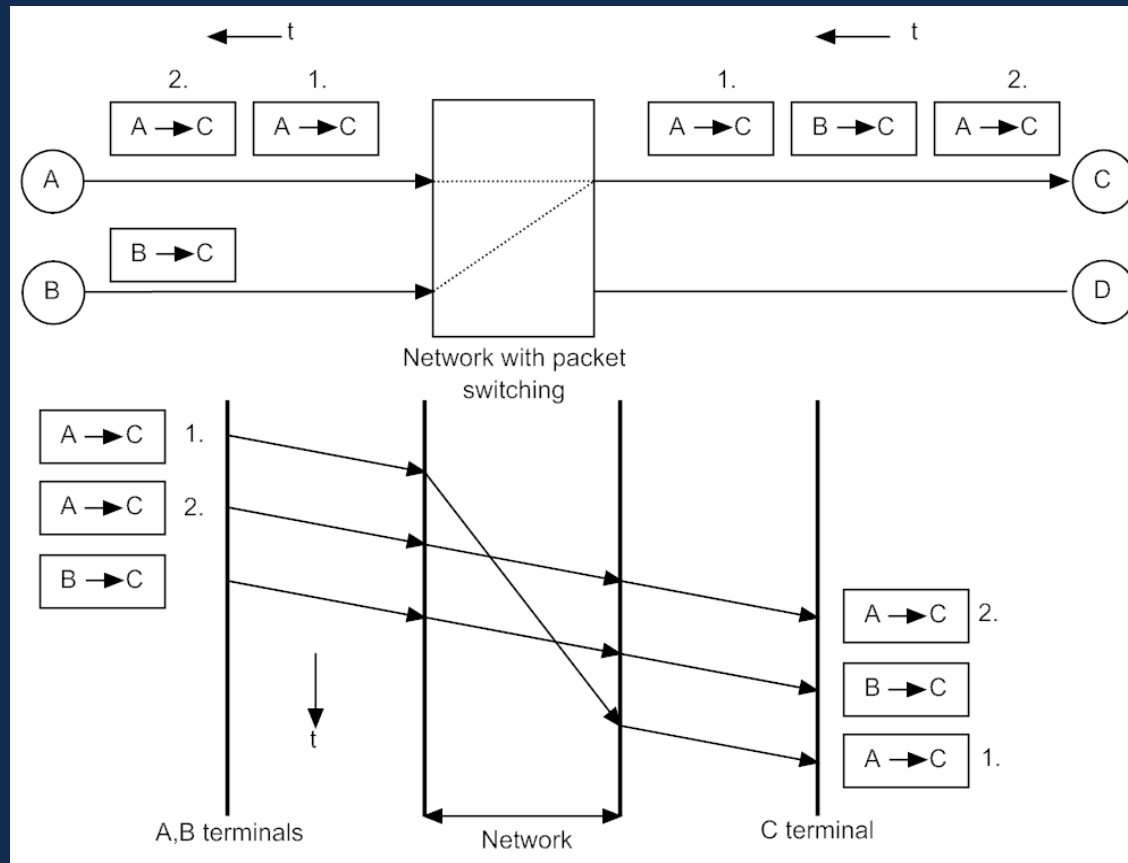 t t
2. 1. 1. 2.
A → C A → C A → C B → C A → C
A C
B → C
B D
Network with packet
switching
A → C 1.
A → C 2.
B → C
A → C 2.
B → C
t
A → C 1.
A,B terminals Network C terminal